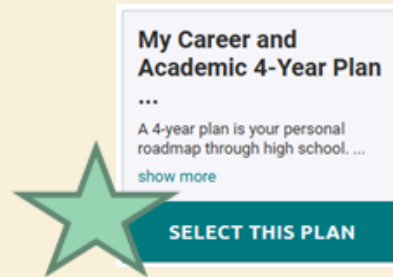 My Career and
Academic 4-Year Plan
...
A 4-year plan is your personal
roadmap through high school. ...
show more
SELECT THIS PLAN